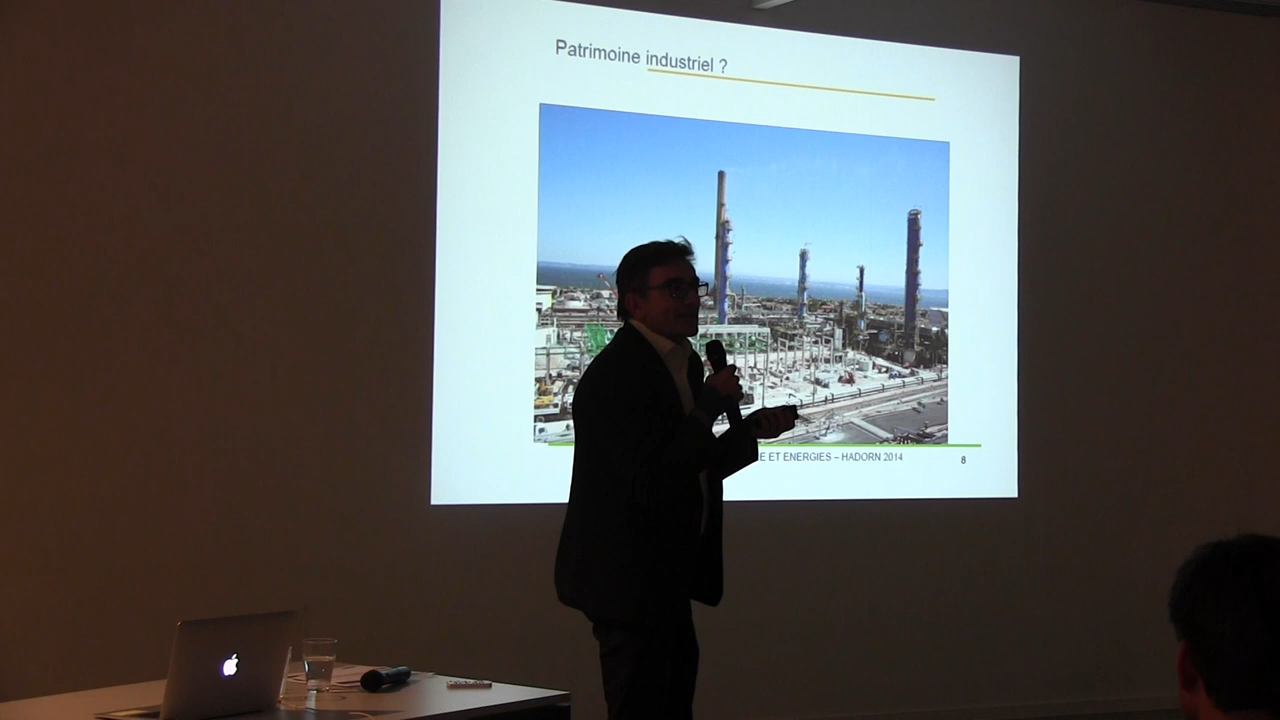 Patrimoine industriel ?
E ET ENERGIES – HADORN 2014
8